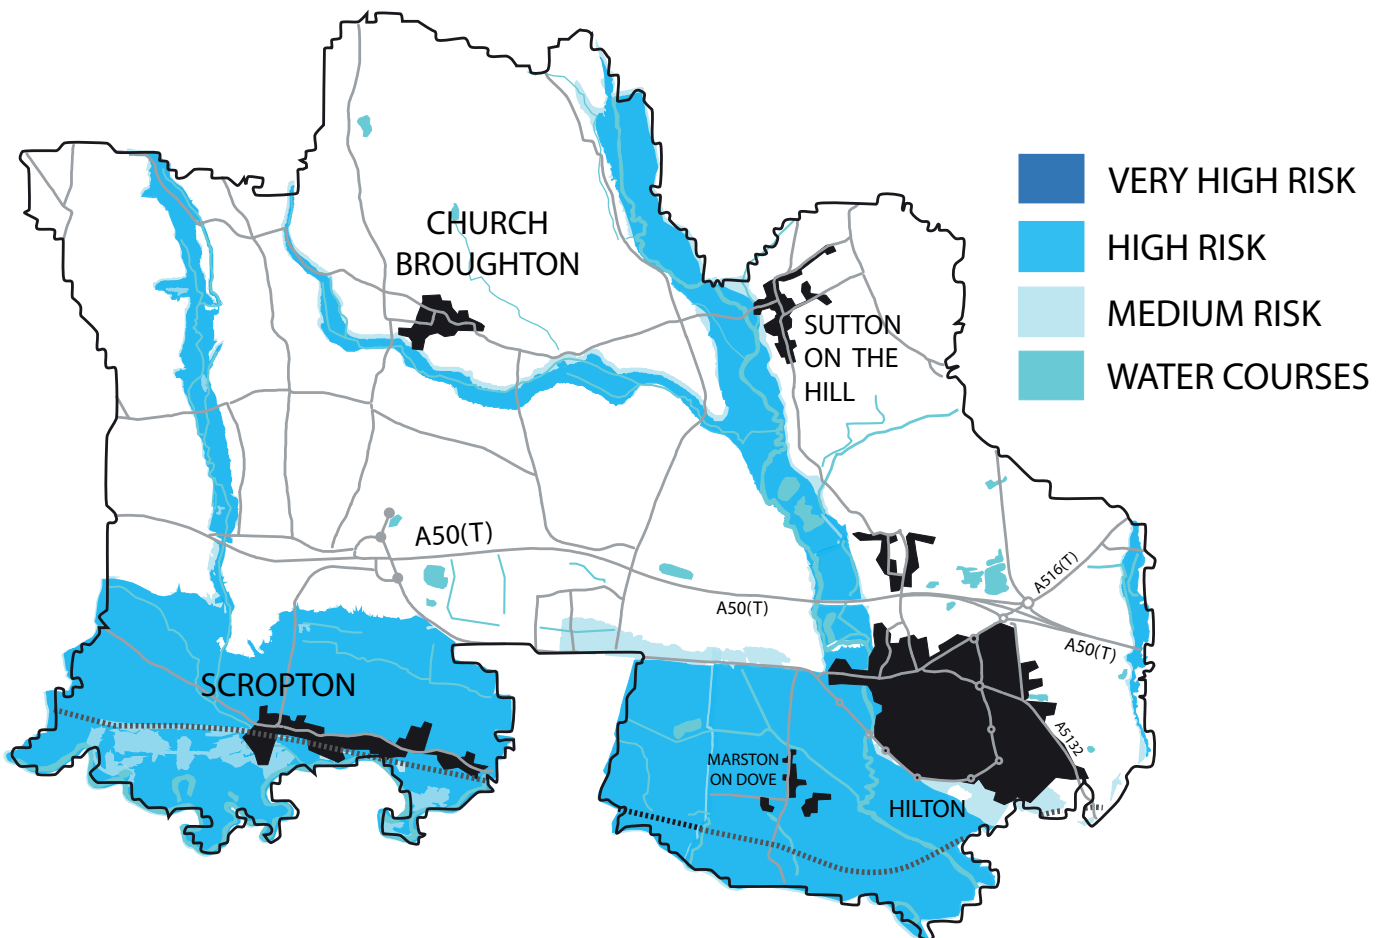 VERY HIGH RISK
HIGH RISK
MEDIUM RISK
WATER COURSES
CHURCH
BROUGHTON
SUTTON
ON THE
HILL
A50(T)
A516(T)
A50(T)
A50(T)
SCROPTON
A5132
MARSTON
ON DOVE
HILTON